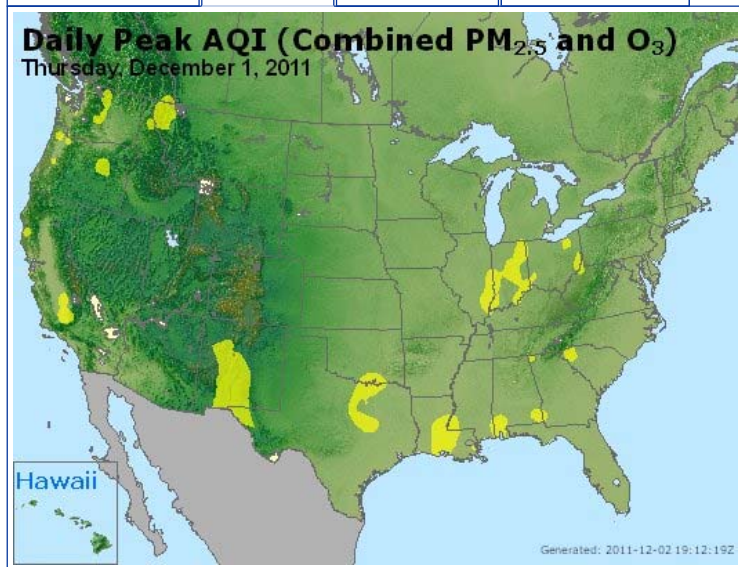 Daily Peak AQI (Combined PM2.5 and O3)
Thursday, December 1, 2011
Hawaii
Generated: 2011-12-02 19:12:19Z